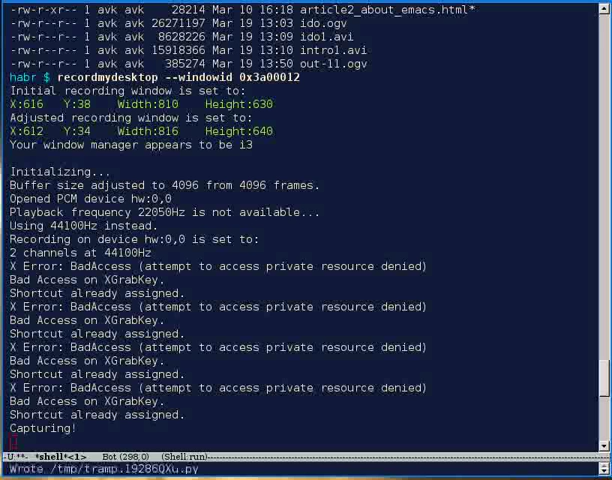 -rw-r-xr-- 1 avk avk    28214 Mar 10 16:18 article2_about_emacs.html*
-rw-r--r-- 1 avk avk 26271197 Mar 19 13:03 ido.ogv
-rw-r--r-- 1 avk avk  8628226 Mar 19 13:09 ido1.avi
-rw-r--r-- 1 avk avk 15918366 Mar 19 13:10 intro1.avi
-rw-r--r-- 1 avk avk   385274 Mar 19 13:50 out-11.ogv
habr $ recordmydesktop --windowid 0x3a00012
Initial recording window is set to:
X:616   Y:38   Width:810   Height:630
Adjusted recording window is set to:
X:612   Y:34   Width:816   Height:640
Your window manager appears to be i3

Initializing...
Buffer size adjusted to 4096 from 4096 frames.
Opened PCM device hw:0,0
Playback frequency 22050Hz is not available...
Using 44100Hz instead.
Recording on device hw:0,0 is set to:
2 channels at 44100Hz
X Error: BadAccess (attempt to access private resource denied)
Bad Access on XGrabKey.
Shortcut already assigned.
X Error: BadAccess (attempt to access private resource denied)
Bad Access on XGrabKey.
Shortcut already assigned.
X Error: BadAccess (attempt to access private resource denied)
Bad Access on XGrabKey.
Shortcut already assigned.
X Error: BadAccess (attempt to access private resource denied)
Bad Access on XGrabKey.
Shortcut already assigned.
Capturing!
-U:**-  *shell*<1>   Bot (298,0)   (Shell:run)
Wrote /tmp/tramp.19286QXu.py